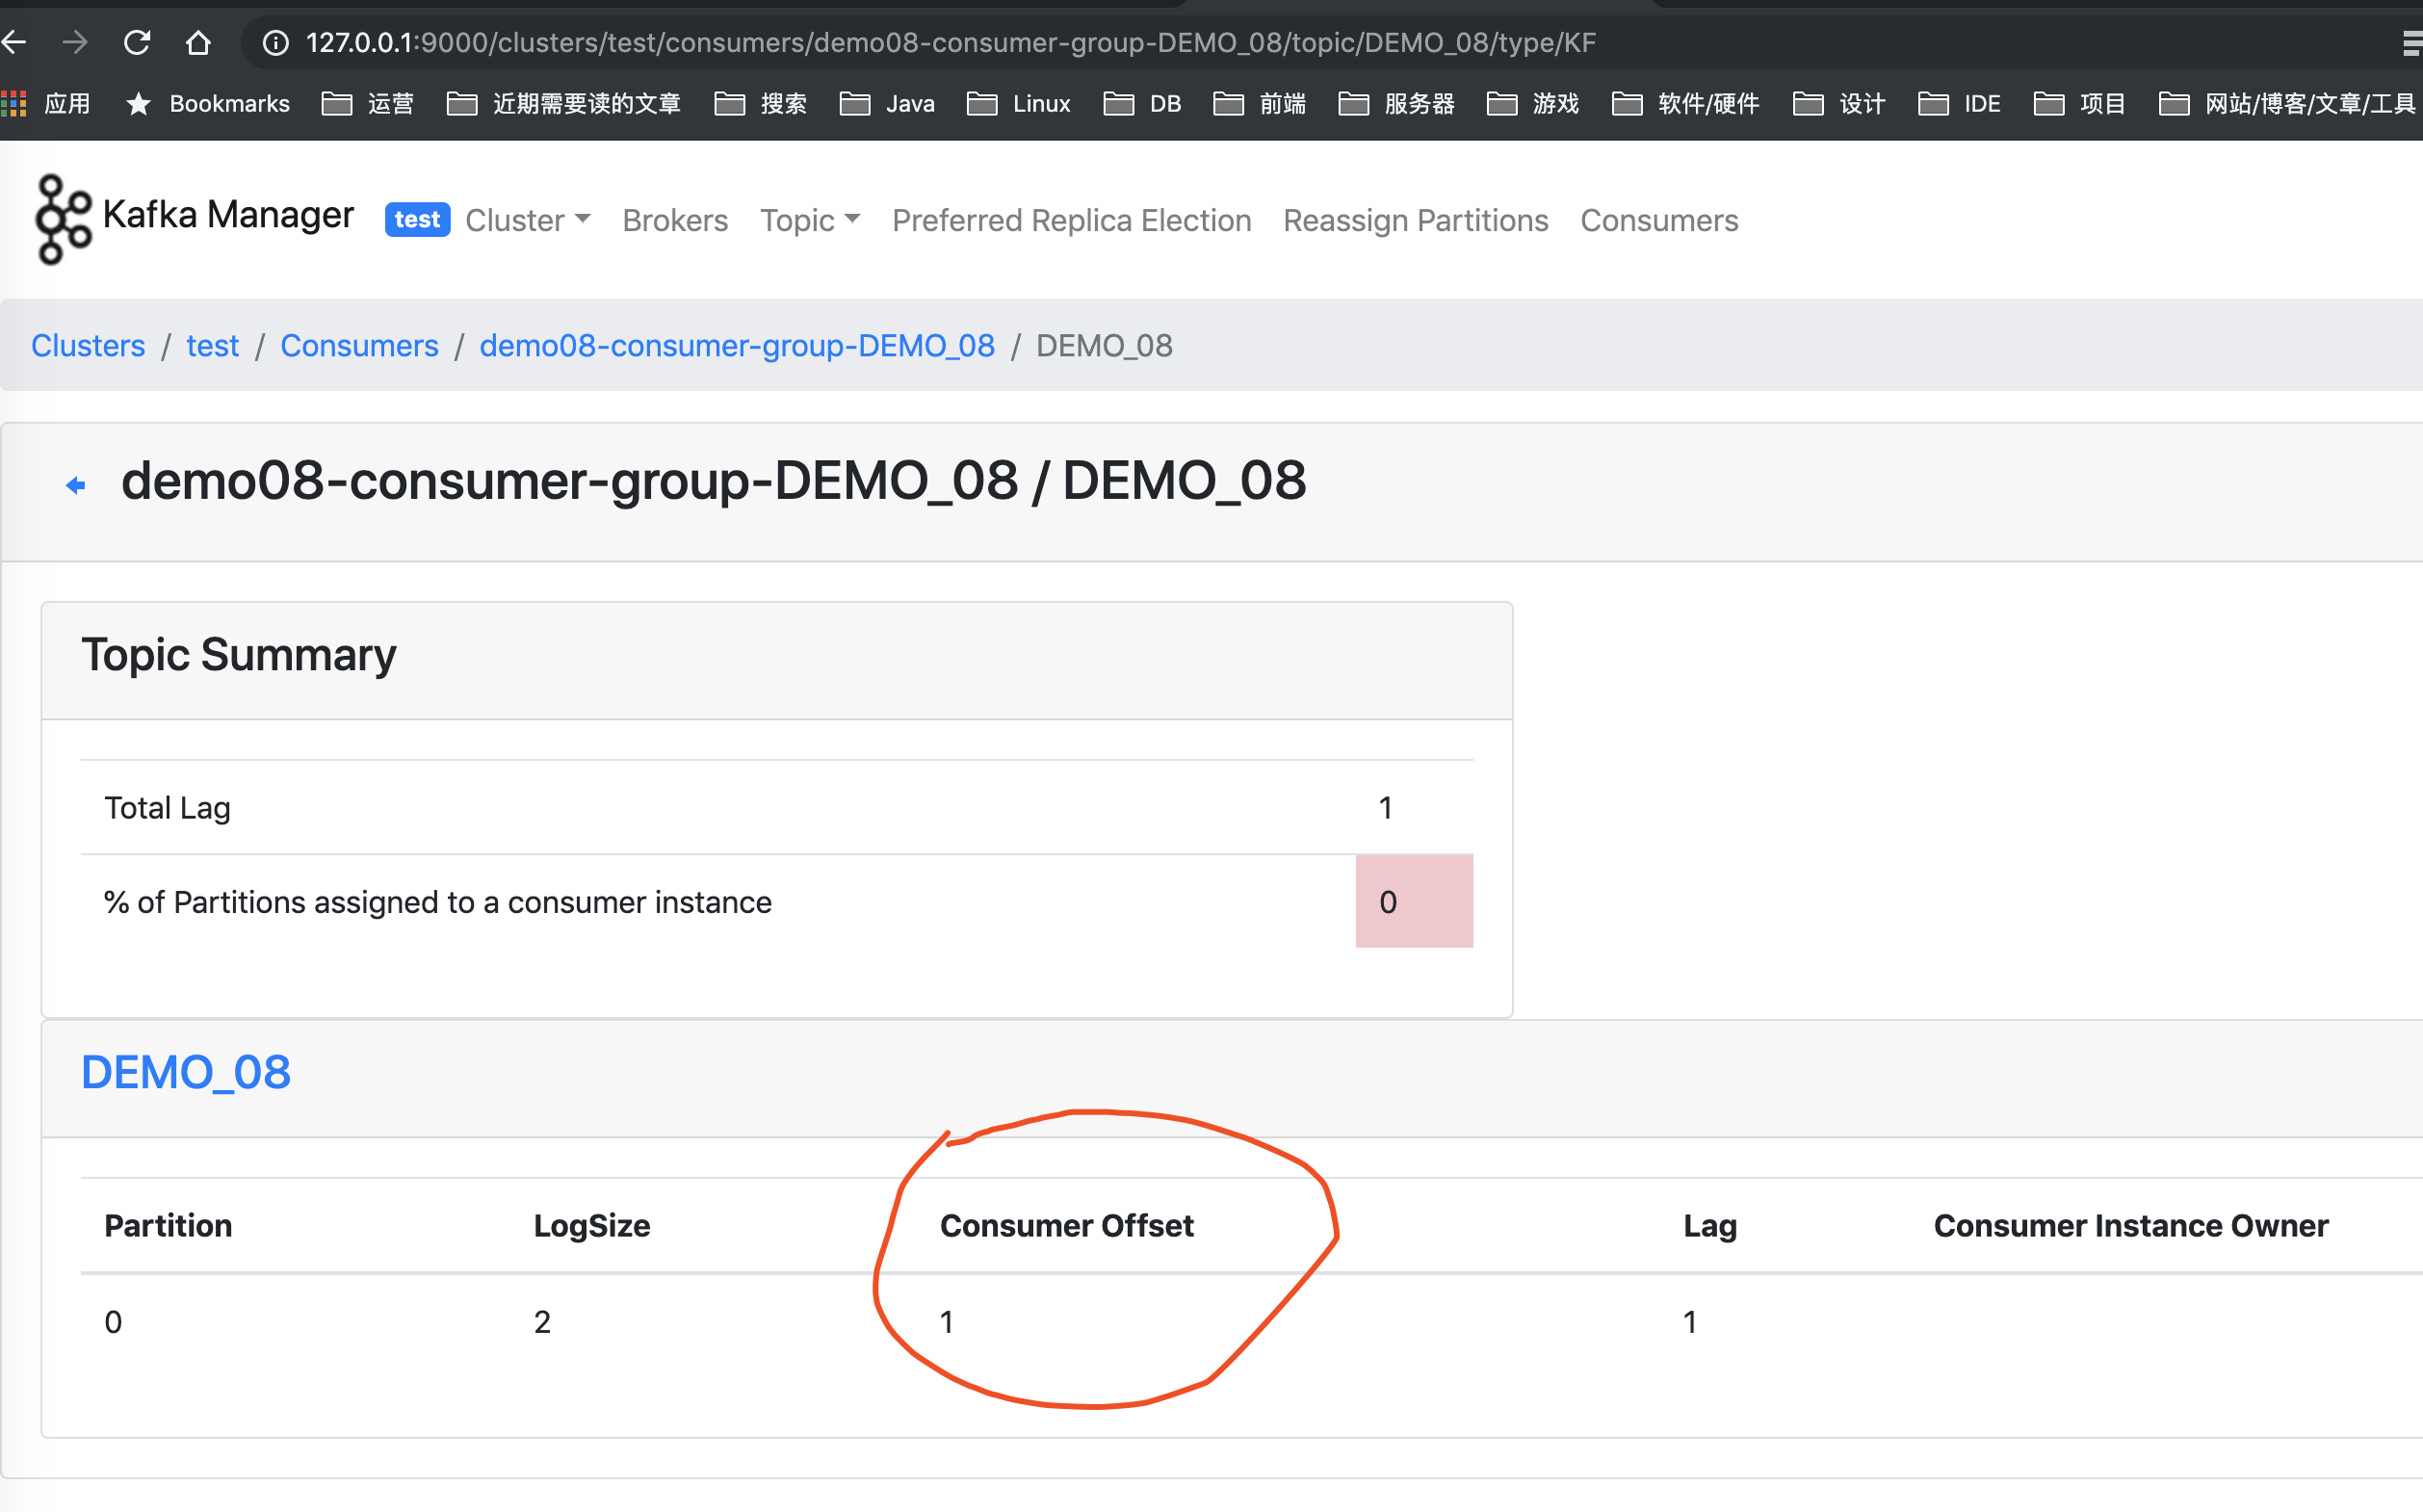 127.0.0.1:9000/clusters/test/consumers/demo08-consumer-group-DEMO_08/topic/DEMO_08/type/KF
应用 Bookmarks 运营 近期需要读的文章 搜索 Java Linux DB 前端 服务器 游戏 软件/硬件 设计 IDE 项目 网站/博客/文章/工具
Kafka Manager test Cluster Brokers Topic Preferred Replica Election Reassign Partitions Consumers
Clusters / test / Consumers / demo08-consumer-group-DEMO_08 / DEMO_08
demo08-consumer-group-DEMO_08 / DEMO_08
Topic Summary
Total Lag 1
% of Partitions assigned to a consumer instance 0
DEMO_08
Partition LogSize Consumer Offset Lag Consumer Instance Owner
0 2 1 1